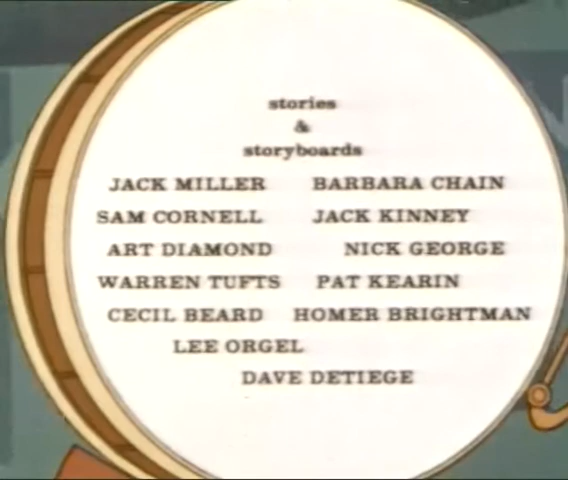 stories
&
storyboards
JACK MILLER BARBARA CHAIN
SAM CORNELL JACK KINNEY
ART DIAMOND NICK GEORGE
WARREN TUFTS PAT KEARIN
CECIL BEARD HOMER BRIGHTMAN
LEE ORGEL
DAVE DETIEGE